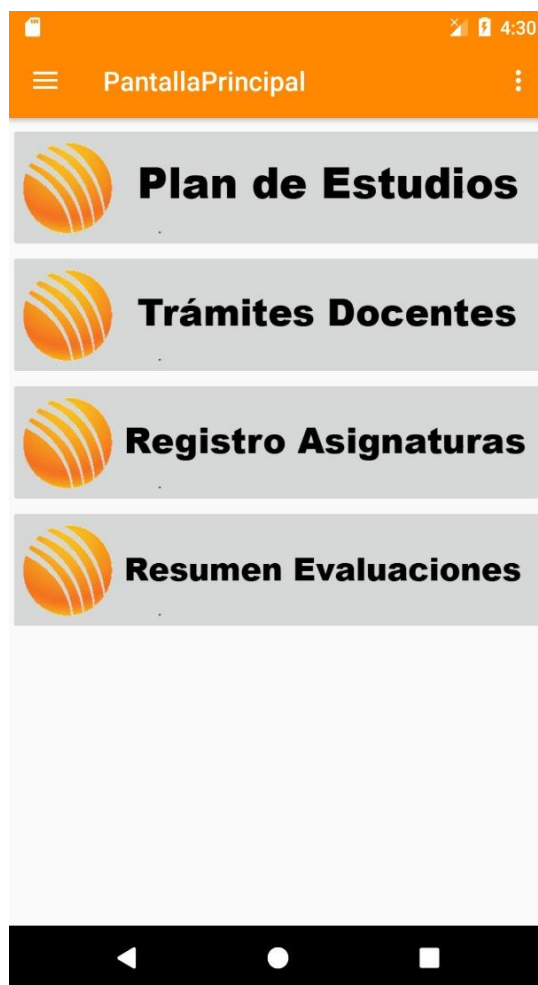 4:30
PantallaPrincipal
Plan de Estudios
Trámites Docentes
Registro Asignaturas
Resumen Evaluaciones